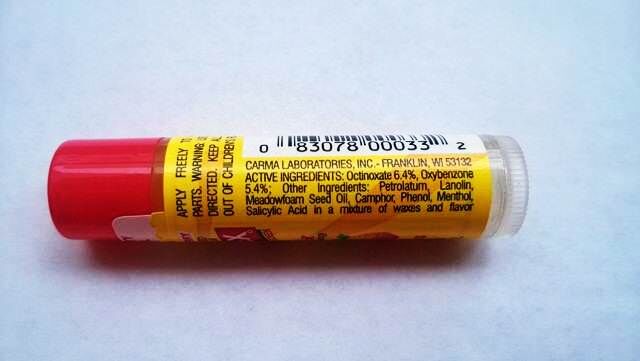 0 83078 00033 2
CARMA LABORATORIES, INC.- FRANKLIN, WI 53132
ACTIVE INGREDIENTS: Octinoxate 6.4%, Oxybenzone
5.4%; Other Ingredients: Petrolatum, Lanolin,
Meadowloam Seed Oil, Camphor, Phenol, Menthol,
Salicylic Acid in a mixture of waxes and flavor
APPLY FREELY TO
PARTS. WARNING
DIRECTED. KEEP
OUT OF CHILDREN